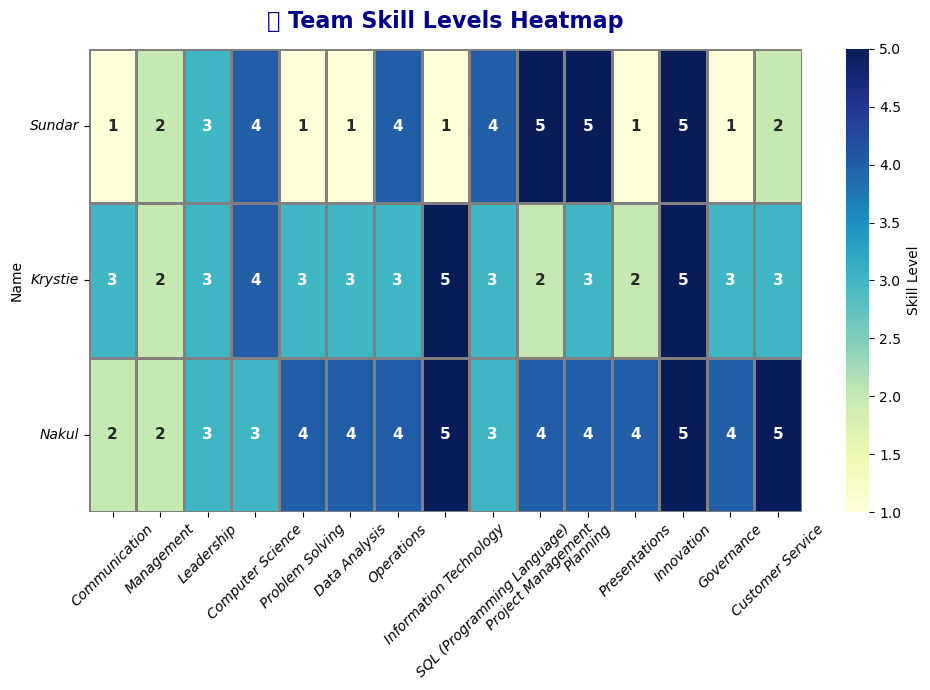 Team Skill Levels Heatmap
Sundar 1 2 3 4 1 1 4 1 4 5 5 1 5 1 2
Krystie 3 2 3 4 3 3 3 5 3 2 3 2 5 3 3
Nakul 2 2 3 3 4 4 4 5 3 4 4 4 5 4 5
Name
Communication
Management
Leadership
Computer Science
Problem Solving
Data Analysis
Operations
Information Technology
SQL (Programming Language)
Project Management
Planning
Presentations
Innovation
Governance
Customer Service
5.0
4.5
4.0
3.5
3.0
2.5
2.0
1.5
1.0
Skill Level